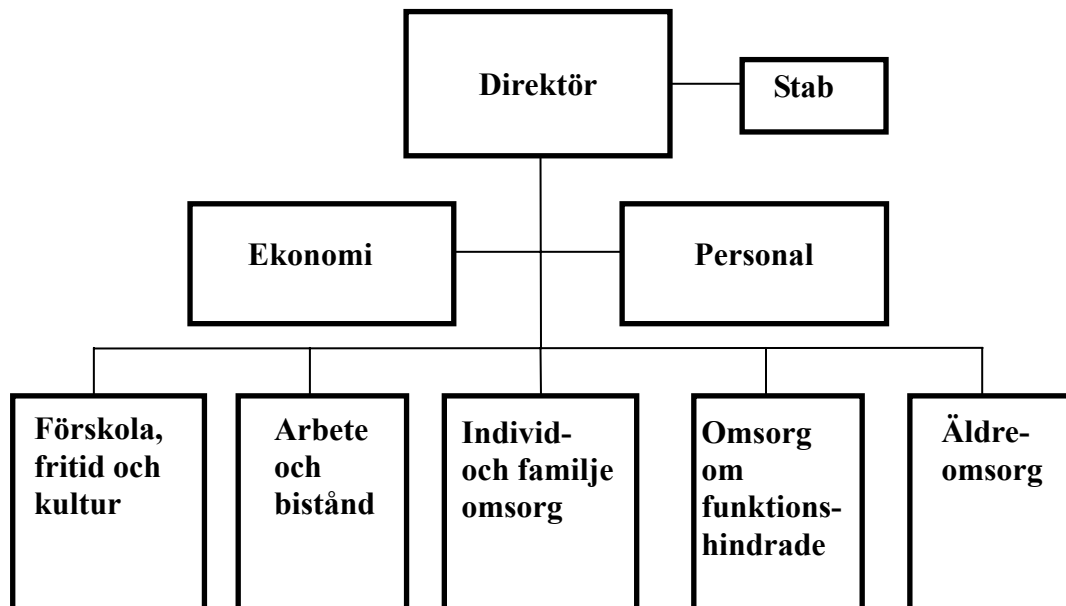 Direktör
Stab
Ekonomi
Personal
Förskola,
fritid och
kultur
Arbete
och
bistånd
Individ-
och familje
omsorg
Omsorg
om
funktions-
hindrade
Äldre-
omsorg